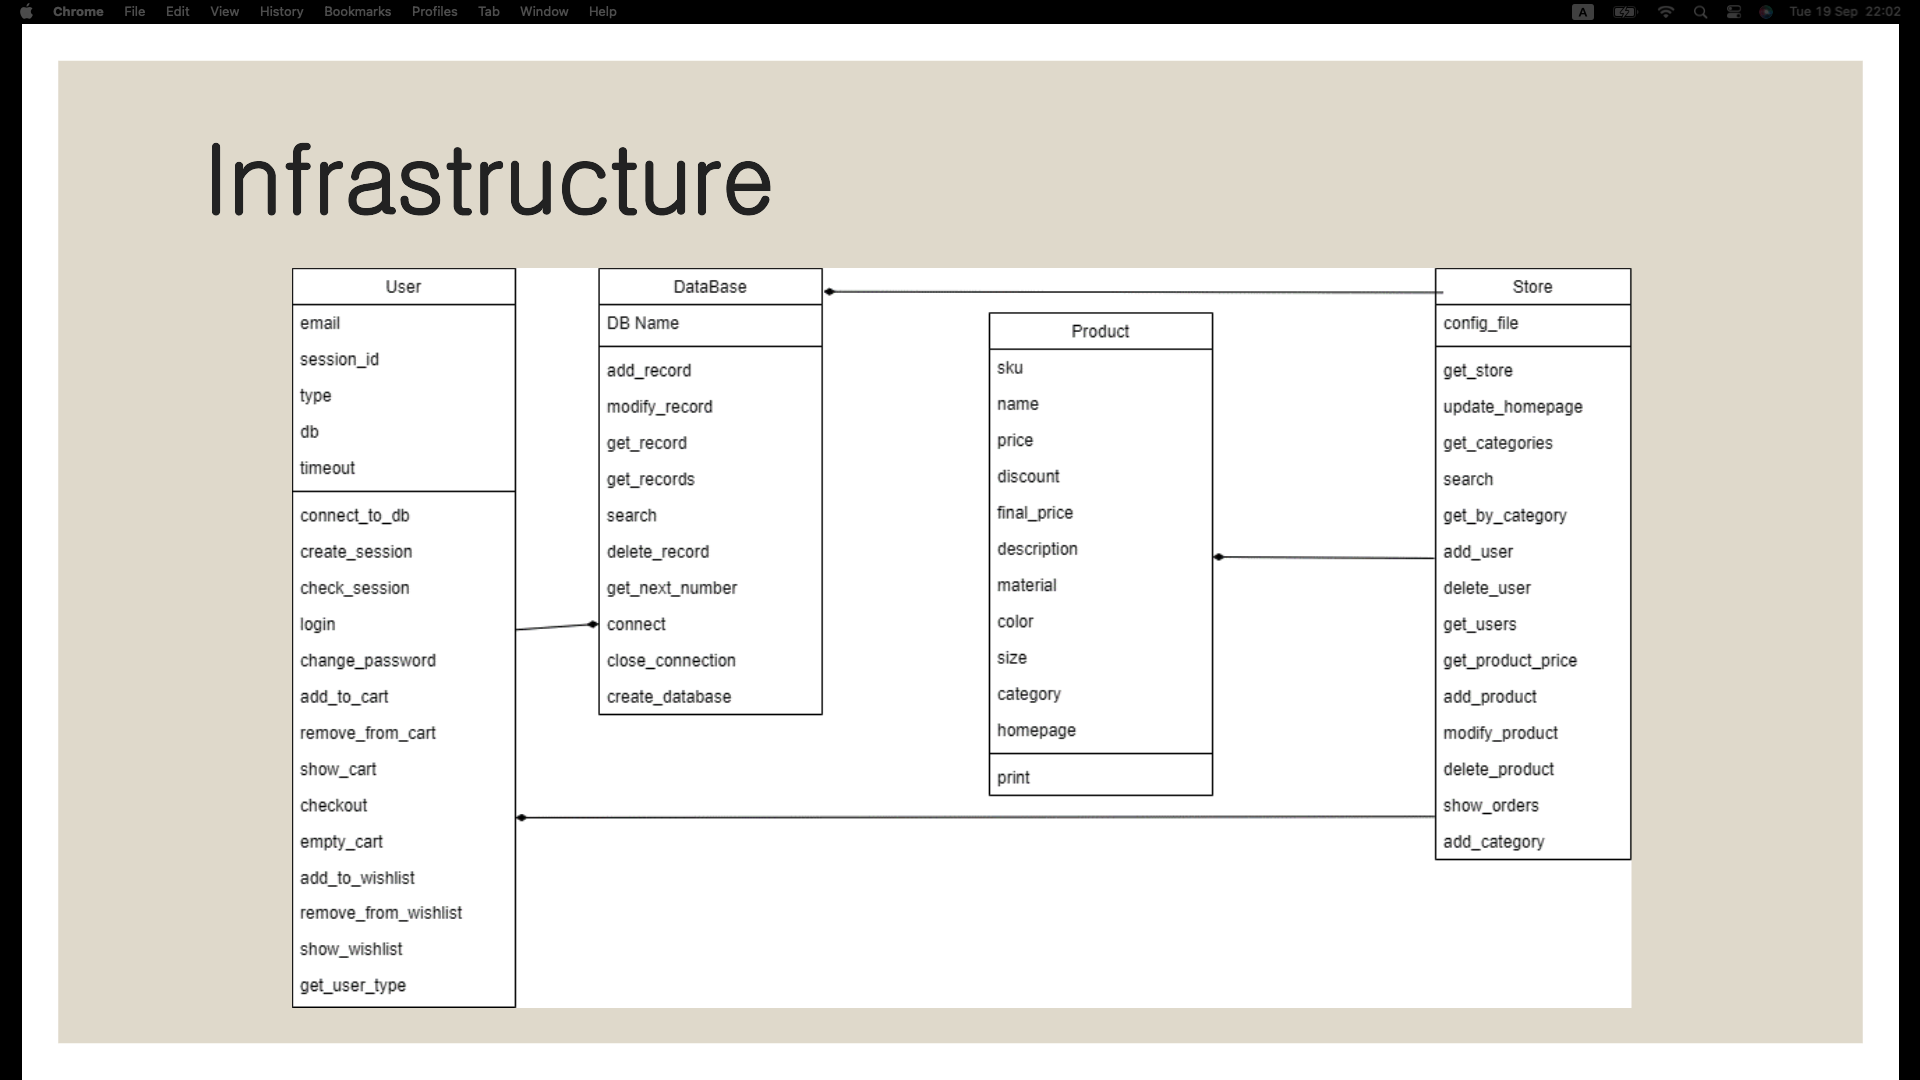 Chrome File Edit View History Bookmarks Profiles Tab Window Help
A
Tue 19 Sep 22:02
Infrastructure
User
email
session_id
type
db
timeout
connect_to_db
create_session
check_session
login
change_password
add_to_cart
remove_from_cart
show_cart
checkout
empty_cart
add_to_wishlist
remove_from_wishlist
show_wishlist
get_user_type
DataBase
DB Name
add_record
modify_record
get_record
get_records
search
delete_record
get_next_number
connect
close_connection
create_database
Product
sku
name
price
discount
final_price
description
material
color
size
category
homepage
print
Store
config_file
get_store
update_homepage
get_categories
search
get_by_category
add_user
delete_user
get_users
get_product_price
add_product
modify_product
delete_product
show_orders
add_category